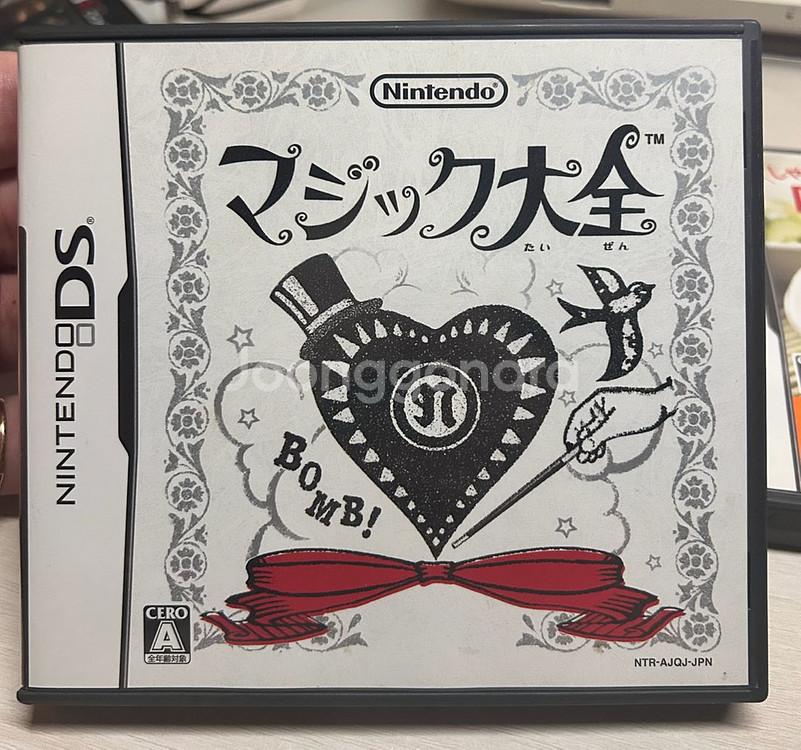 Nintendo®
マジック大全™
たい ぜん
NINTENDO DS®
Joonggonara
BOMB!
CERO
A
全年齢対象
NTR-AJQJ-JPN